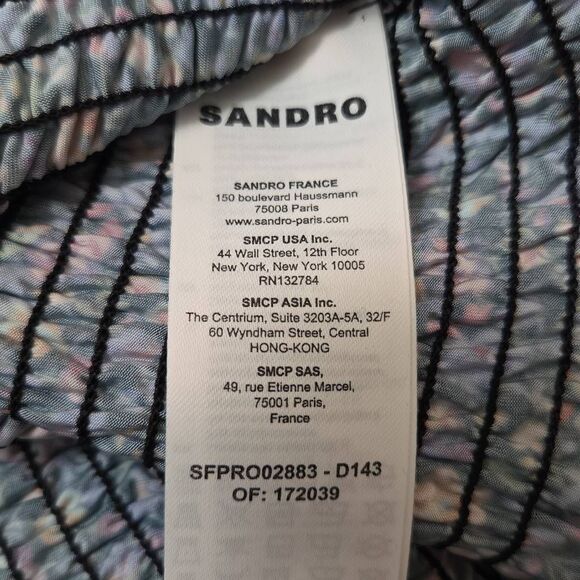 SANDRO
SANDRO FRANCE
150 boulevard Haussmann
75008 Paris
www.sandro-paris.com
SMCP USA Inc.
44 Wall Street, 12th Floor
New York, New York 10005
RN132784
SMCP ASIA Inc.
The Centrium, Suite 3203A-5A, 32/F
60 Wyndham Street, Central
HONG-KONG
SMCP SAS,
49, rue Etienne Marcel,
75001 Paris,
France
SFPRO02883 - D143
OF: 172039